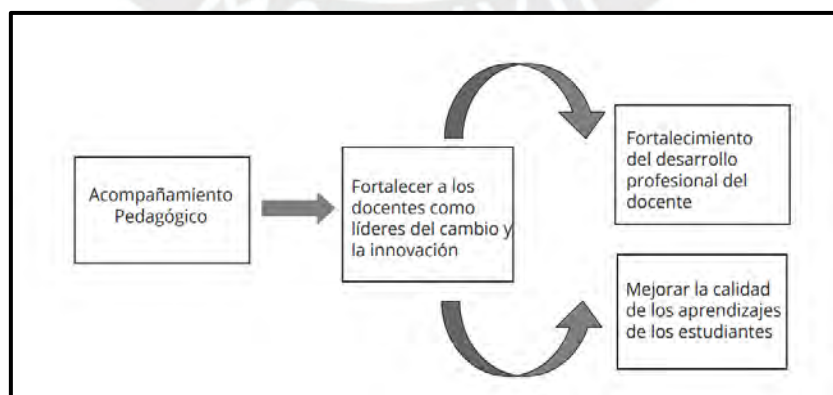 Acompañamiento
Pedagógico
Fortalecer a los
docentes como
líderes del cambio y
la innovación
Fortalecimiento
del desarrollo
profesional del
docente
Mejorar la calidad
de los aprendizajes
de los estudiantes